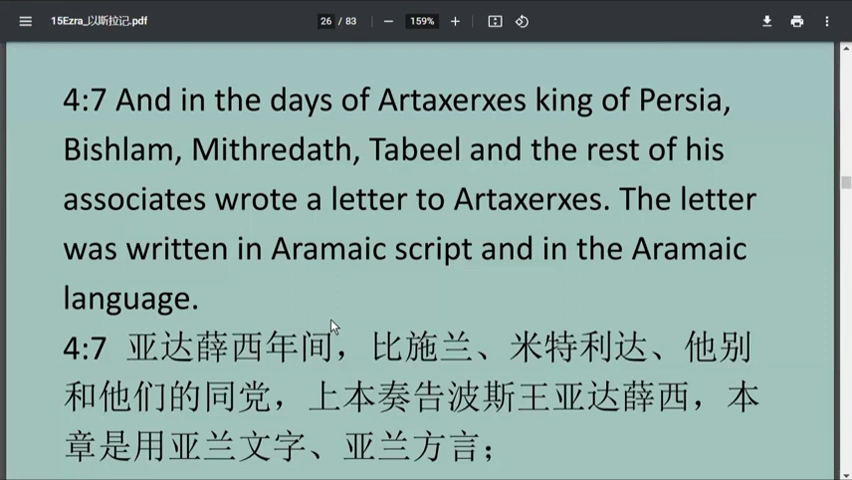 15Ezra_以斯拉记.pdf
26 / 83
159%
4:7 And in the days of Artaxerxes king of Persia,
Bishlam, Mithredath, Tabeel and the rest of his
associates wrote a letter to Artaxerxes. The letter
was written in Aramaic script and in the Aramaic
language.
4:7 亚达薛西年间，比施兰、米特利达、他别
和他们的同党，上本奏告波斯王亚达薛西，本
章是用亚兰文字、亚兰方言；